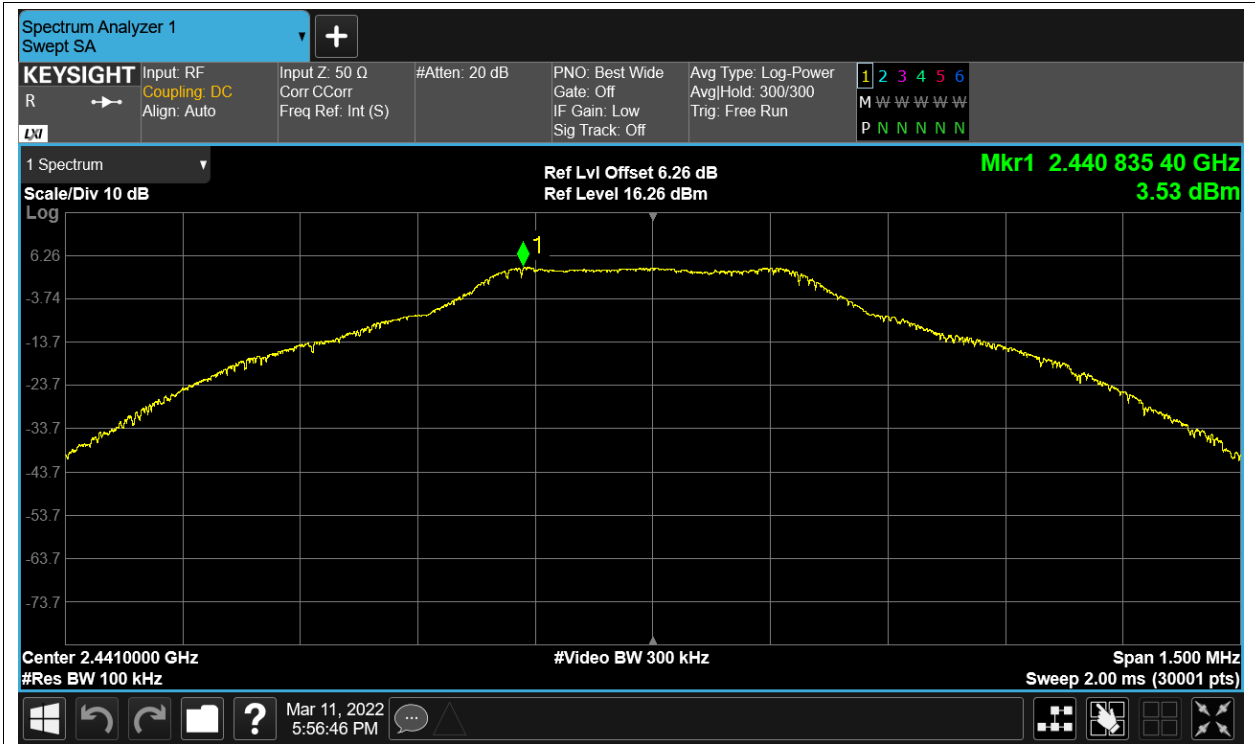 Spectrum Analyzer 1
Swept SA
KEYSIGHT
R
LXI
Input: RF
Coupling: DC
Align: Auto
Input Z: 50 Ω
Corr CCorr
Freq Ref: Int (S)
#Atten: 20 dB
PNO: Best Wide
Gate: Off
IF Gain: Low
Sig Track: Off
Avg Type: Log-Power
Avg|Hold: 300/300
Trig: Free Run
1 2 3 4 5 6
M W W W W W
P N N N N N
1 Spectrum
Scale/Div 10 dB
Log
Ref Lvl Offset 6.26 dB
Ref Level 16.26 dBm
Mkr1 2.440 835 40 GHz
3.53 dBm
1
6.26
-3.74
-13.7
-23.7
-33.7
-43.7
-53.7
-63.7
-73.7
Center 2.4410000 GHz
#Res BW 100 kHz
#Video BW 300 kHz
Span 1.500 MHz
Sweep 2.00 ms (30001 pts)
?
Mar 11, 2022
5:56:46 PM